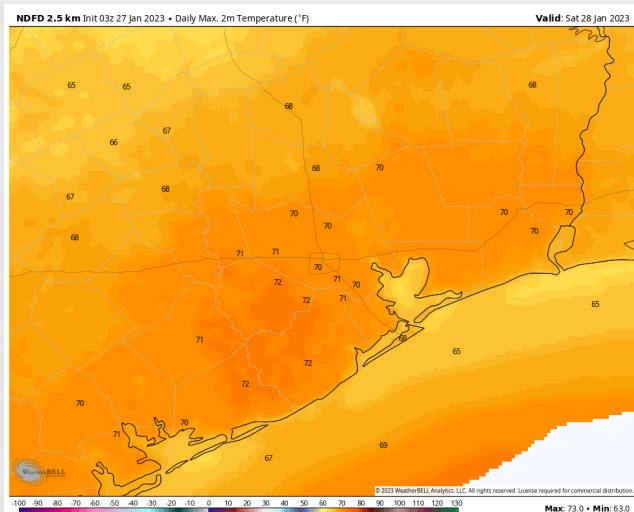 NDFD 2.5 km Init 03z 27 Jan 2023 • Daily Max. 2m Temperature (°F) Valid: Sat 28 Jan 2023
65 65 68
68
67
66
68 70
67 68
70 70 70
68 70 70
71 71
70
72 71 70
72 71
65
71 68
65
72
72
70
70
71
69
67
WEATHERBELL
© 2023 WeatherBELL Analytics, LLC. All rights reserved. License required for commercial distribution.
-100 -90 -80 -70 -60 -50 -40 -30 -20 -10 0 10 20 30 40 50 60 70 80 90 100 110 120 130
Max: 73.0 • Min: 63.0